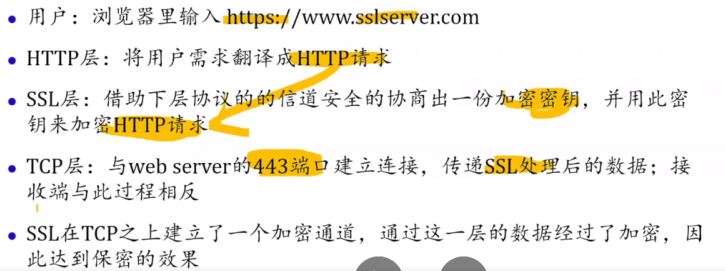 用户：浏览器里输入 https://www.sslserver.com
HTTP层：将用户需求翻译成HTTP请求
SSL层：借助下层协议的的信道安全的协商出一份加密密钥，并用此密
钥来加密HTTP请求
TCP层：与web server的443端口建立连接，传递SSL处理后的数据；接
收端与此过程相反
SSL在TCP之上建立了一个加密通道，通过这一层的数据经过了加密，因
此达到保密的效果